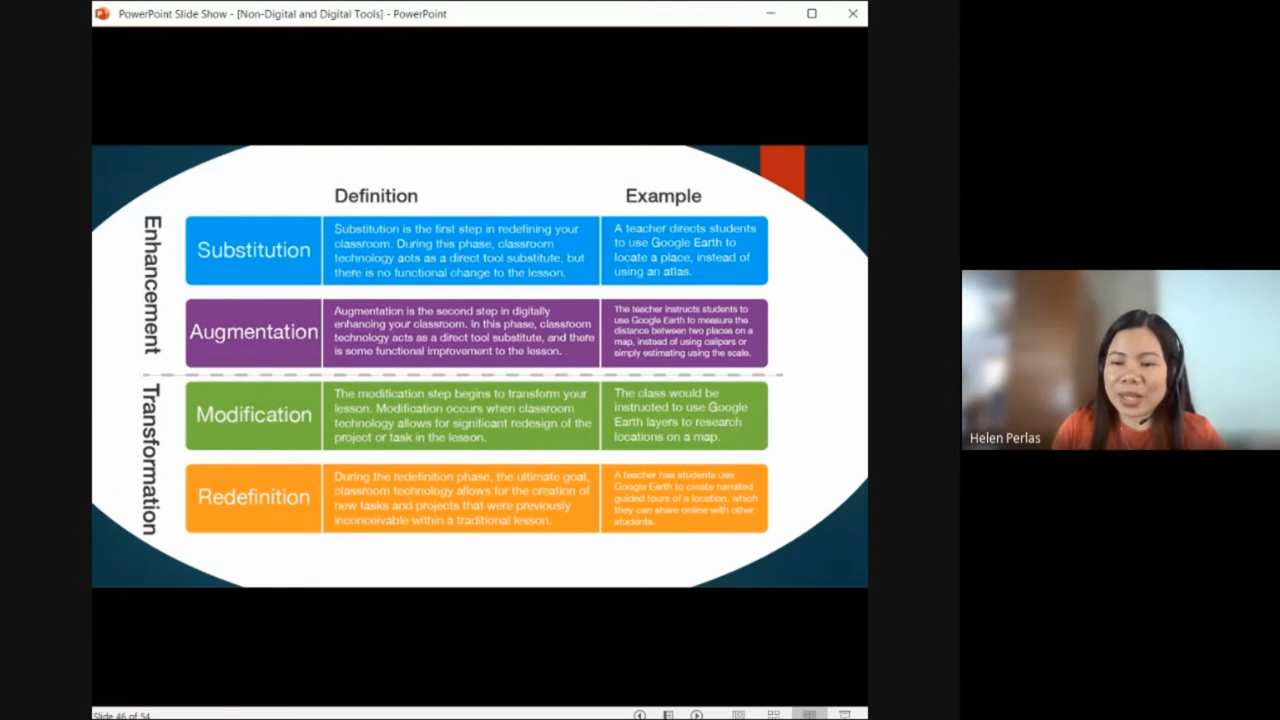 PowerPoint Slide Show - [Non-Digital and Digital Tools] - PowerPoint
Definition
Example
Enhancement
Substitution
Substitution is the first step in redefining your
classroom. During this phase, classroom
technology acts as a direct tool substitute, but
there is no functional change to the lesson.
A teacher directs students
to use Google Earth to
locate a place, instead of
using an atlas.
Augmentation
Augmentation is the second step in digitally
enhancing your classroom. In this phase, classroom
technology acts as a direct tool substitute, and there
is some functional improvement to the lesson.
The teacher instructs students to
use Google Earth to measure the
distance between two places on a
map, instead of using calipers or
simply estimating using the scale.
Transformation
Modification
The modification step begins to transform your
lesson. Modification occurs when classroom
technology allows for significant redesign of the
project or task in the lesson.
The class would be
instructed to use Google
Earth layers to research
locations on a map.
Redefinition
During the redefinition phase, the ultimate goal,
classroom technology allows for the creation of
new tasks and projects that were previously
inconceivable within a traditional lesson.
A teacher has students use
Google Earth to create narrated
guided tours of a location, which
they can share online with other
students.
Helen Perlas
Slide 46 of 54